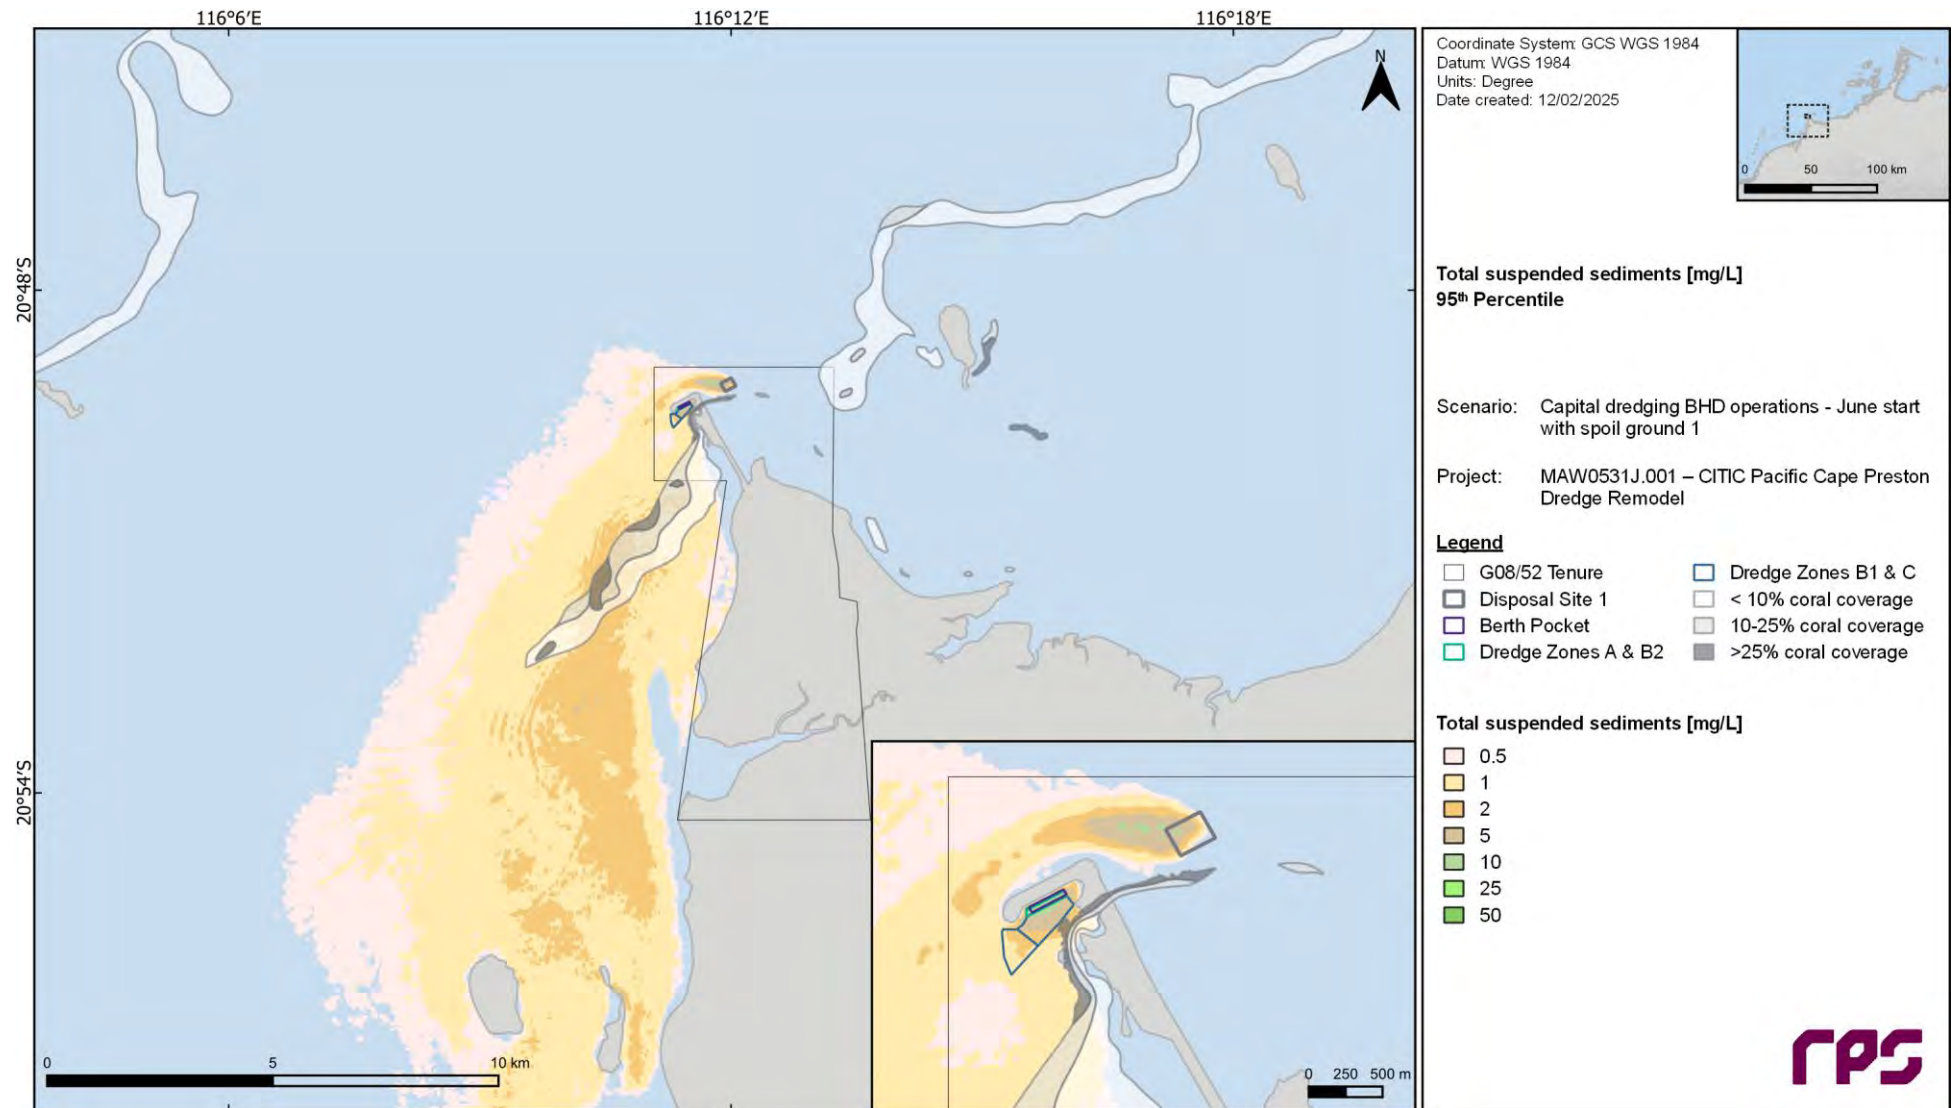 116°6'E
116°12'E
116°18'E
20°48'S
20°54'S
N
0 5 10 km
0 250 500 m
Coordinate System: GCS WGS 1984
Datum: WGS 1984
Units: Degree
Date created: 12/02/2025
0 50 100 km
Total suspended sediments [mg/L]
95th Percentile
Scenario: Capital dredging BHD operations - June start
with spoil ground 1
Project: MAW0531J.001 – CITIC Pacific Cape Preston
Dredge Remodel
Legend
G08/52 Tenure
Disposal Site 1
Berth Pocket
Dredge Zones A & B2
Dredge Zones B1 & C
< 10% coral coverage
10-25% coral coverage
>25% coral coverage
Total suspended sediments [mg/L]
0.5
1
2
5
10
25
50
rps